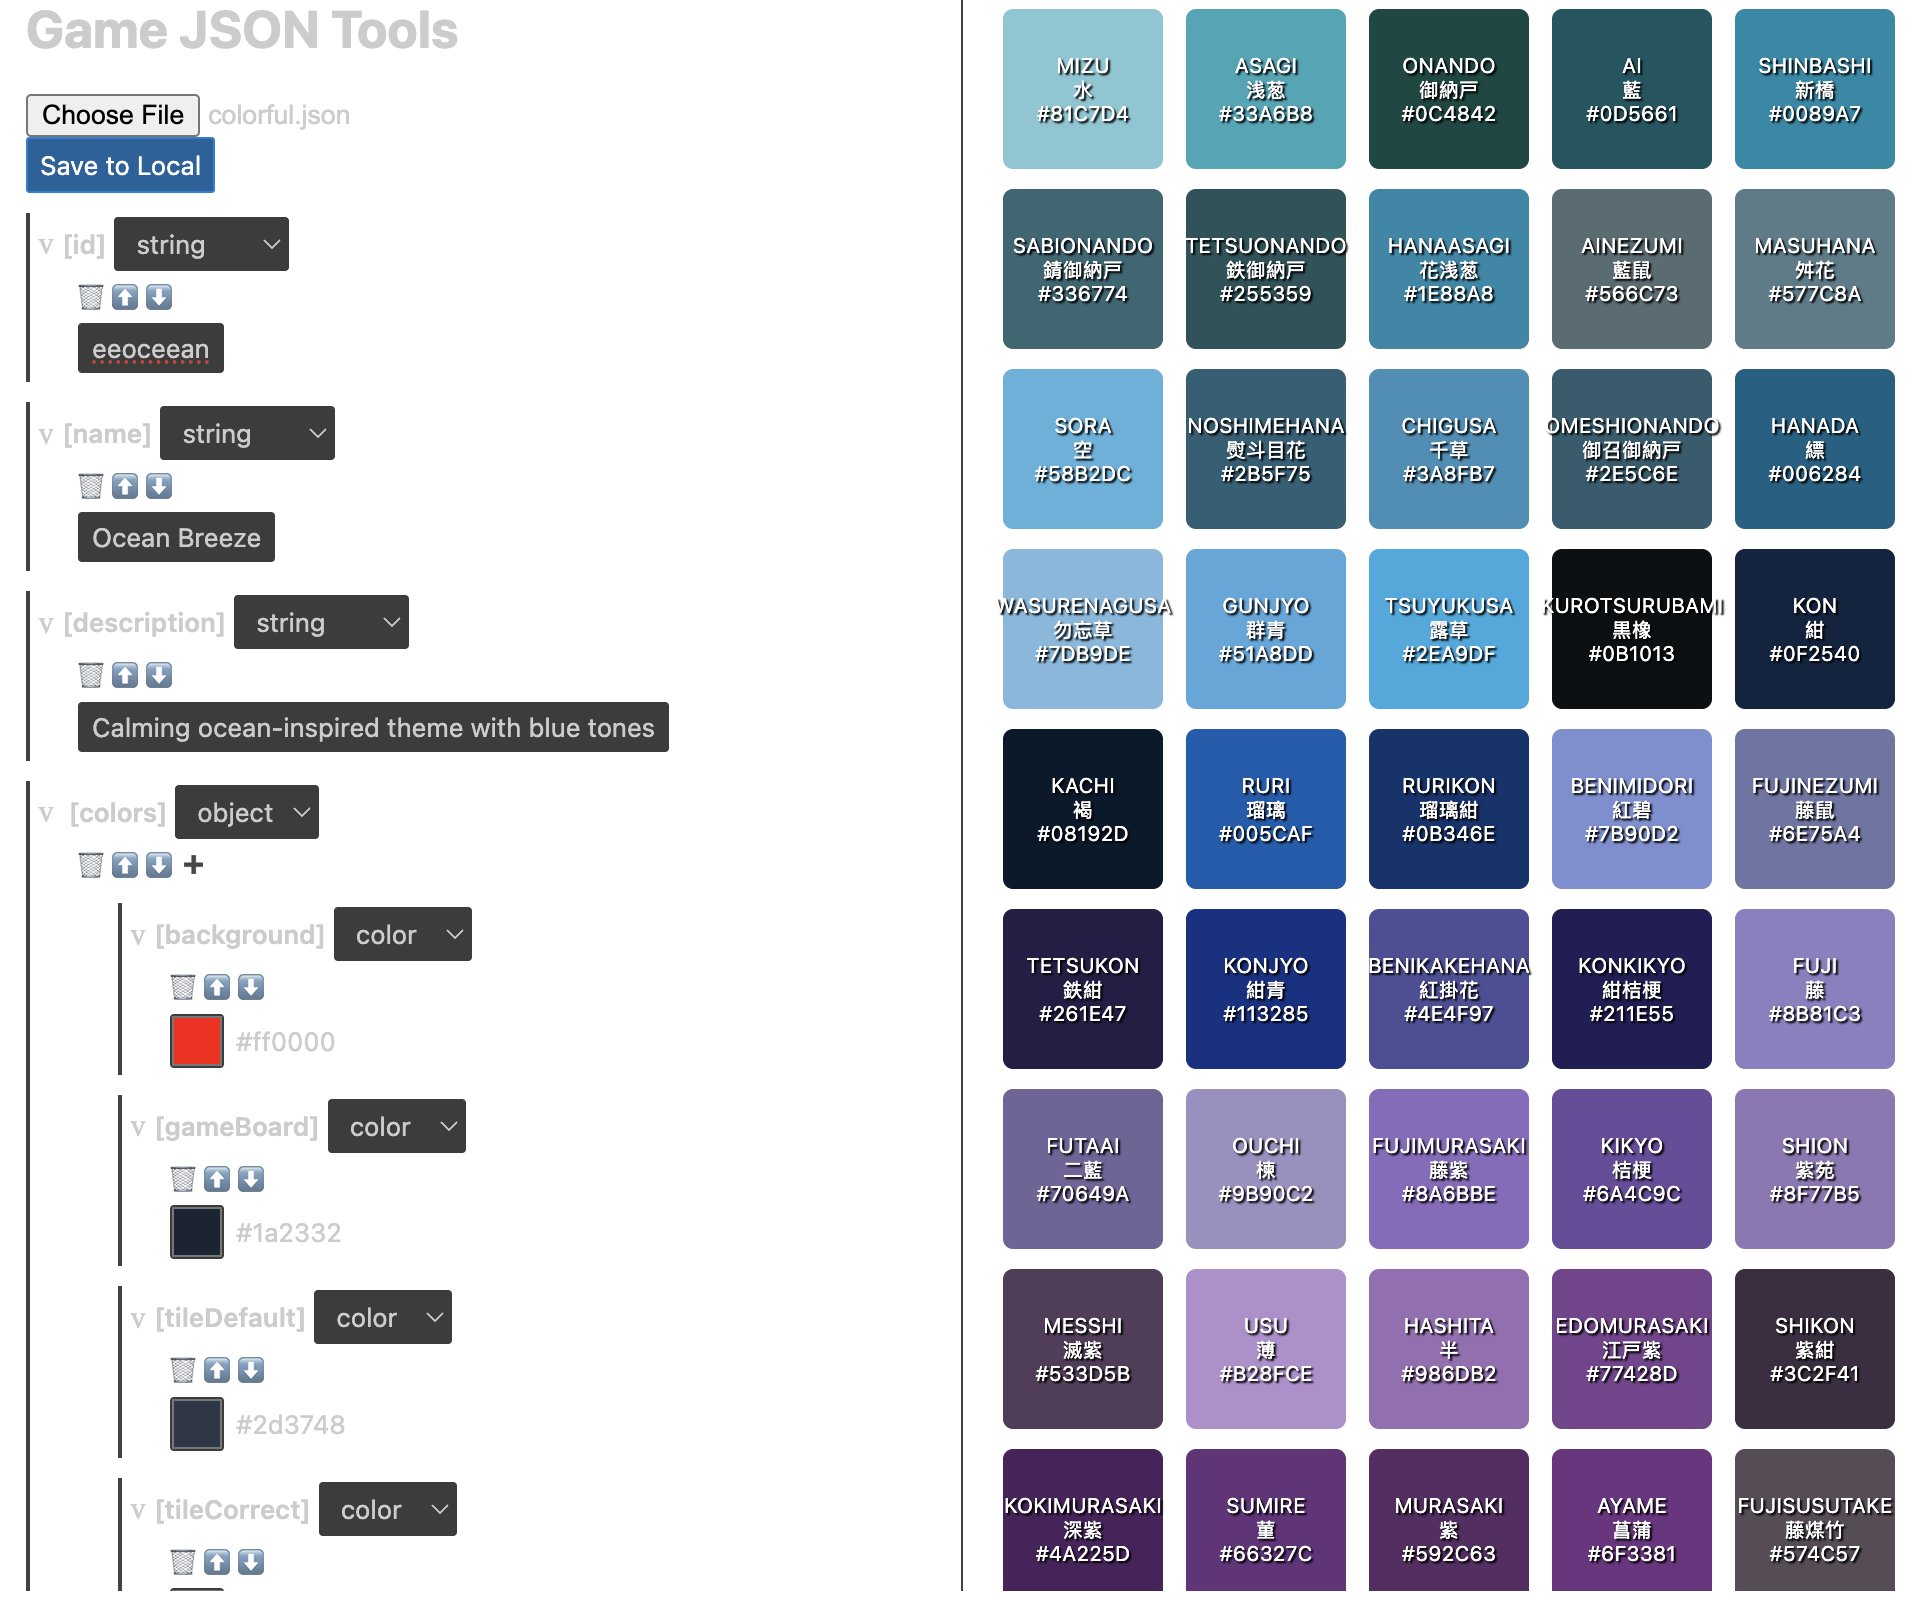 Game JSON Tools
Choose File colorful.json
Save to Local
v [id] string
eeoceean
v [name] string
Ocean Breeze
v [description] string
Calming ocean-inspired theme with blue tones
v [colors] object
v [background] color
#ff0000
v [gameBoard] color
#1a2332
v [tileDefault] color
#2d3748
v [tileCorrect] color
MIZU
水
#81C7D4
ASAGI
浅葱
#33A6B8
ONANDO
御納戸
#0C4842
AI
藍
#0D5661
SHINBASHI
新橋
#0089A7
SABIONANDO
錆御納戸
#336774
TETSUONANDO
鉄御納戸
#255359
HANAASAGI
花浅葱
#1E88A8
AINEZUMI
藍鼠
#566C73
MASUHANA
舛花
#577C8A
SORA
空
#58B2DC
NOSHIMEHANA
熨斗目花
#2B5F75
CHIGUSA
千草
#3A8FB7
OMESHIONANDO
御召御納戸
#2E5C6E
HANADA
縹
#006284
WASURENAGUSA
勿忘草
#7DB9DE
GUNJYO
群青
#51A8DD
TSUYUKUSA
露草
#2EA9DF
KUROTSURUBAMI
黒橡
#0B1013
KON
紺
#0F2540
KACHI
褐
#08192D
RURI
瑠璃
#005CAF
RURIKON
瑠璃紺
#0B346E
BENIMIDORI
紅碧
#7B90D2
FUJINEZUMI
藤鼠
#6E75A4
TETSUKON
鉄紺
#261E47
KONJYO
紺青
#113285
BENIKAKEHANA
紅掛花
#4E4F97
KONKIKYO
紺桔梗
#211E55
FUJI
藤
#8B81C3
FUTAAI
二藍
#70649A
OUCHI
楝
#9B90C2
FUJIMURASAKI
藤紫
#8A6BBE
KIKYO
桔梗
#6A4C9C
SHION
紫苑
#8F77B5
MESSHI
滅紫
#533D5B
USU
薄
#B28FCE
HASHITA
半
#986DB2
EDOMURASAKI
江戸紫
#77428D
SHIKON
紫紺
#3C2F41
KOKIMURASAKI
深紫
#4A225D
SUMIRE
菫
#66327C
MURASAKI
紫
#592C63
AYAME
菖蒲
#6F3381
FUJISUSUTAKE
藤煤竹
#574C57